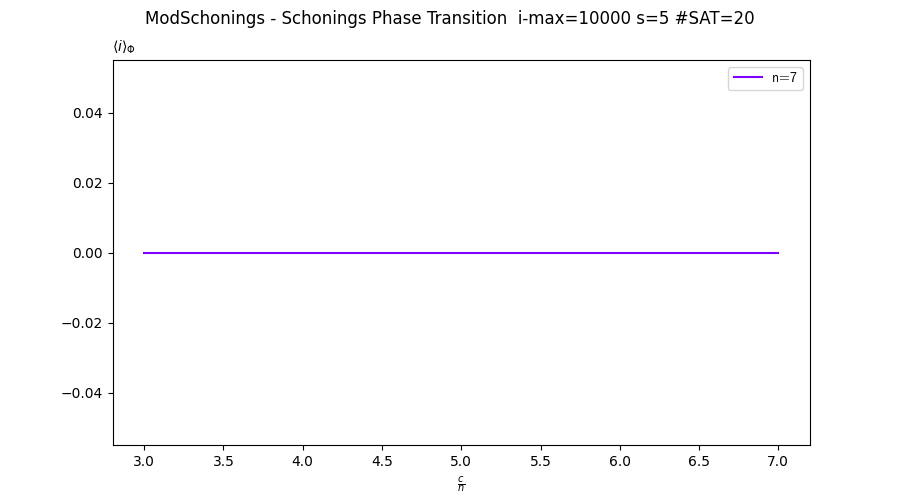 ModSchonings - Schonings Phase Transition  i-max=10000 s=5 #SAT=20
⟨i⟩Φ
n=7
0.04
0.02
0.00
−0.02
−0.04
3.0 3.5 4.0 4.5 5.0 5.5 6.0 6.5 7.0
c/n